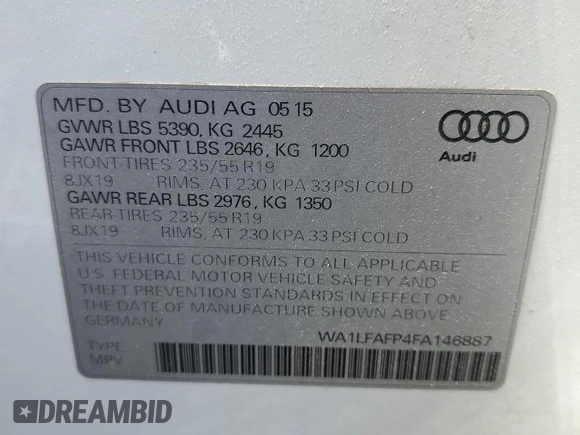 MFD. BY AUDI AG 05 15
GVWR LBS 5390, KG 2445
GAWR FRONT LBS 2646, KG 1200
FRONT-TIRES 235/55 R19
8JX19 RIMS, AT 230 KPA 33 PSI COLD
GAWR REAR LBS 2976, KG 1350
REAR-TIRES 235/55 R19
8JX19 RIMS, AT 230 KPA 33 PSI COLD
Audi
THIS VEHICLE CONFORMS TO ALL APPLICABLE
U.S. FEDERAL MOTOR VEHICLE SAFETY AND
THEFT PREVENTION STANDARDS IN EFFECT ON
THE DATE OF MANUFACTURE SHOWN ABOVE
GERMANY
WA1LFAFP4FA146887
TYPE
MPV
DREAMBID